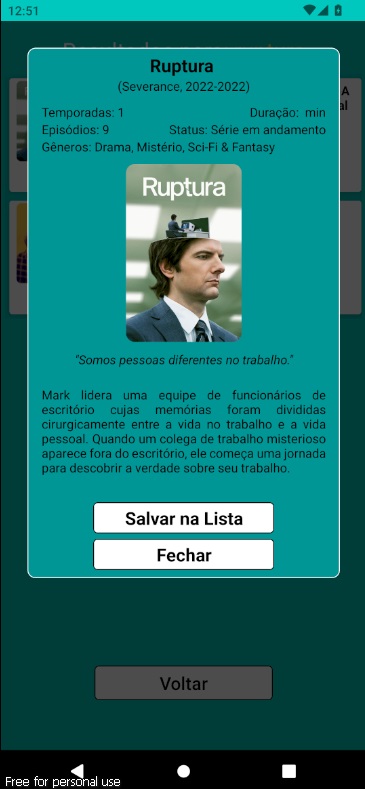 12:51
Ruptura
(Severance, 2022-2022)
Temporadas: 1 Duração: min
Episódios: 9 Status: Série em andamento
Gêneros: Drama, Mistério, Sci-Fi & Fantasy
Ruptura
"Somos pessoas diferentes no trabalho."
Mark lidera uma equipe de funcionários de
escritório cujas memórias foram divididas
cirurgicamente entre a vida no trabalho e a vida
pessoal. Quando um colega de trabalho misterioso
aparece fora do escritório, ele começa uma jornada
para descobrir a verdade sobre seu trabalho.
Salvar na Lista
Fechar
Voltar
Free for personal use